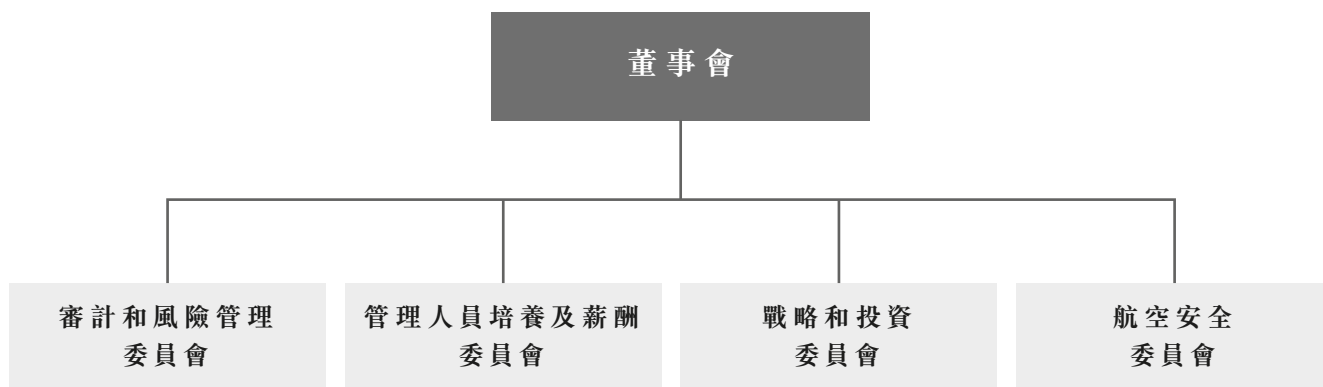 董事會
審計和風險管理
委員會
管理人員培養及薪酬
委員會
戰略和投資
委員會
航空安全
委員會